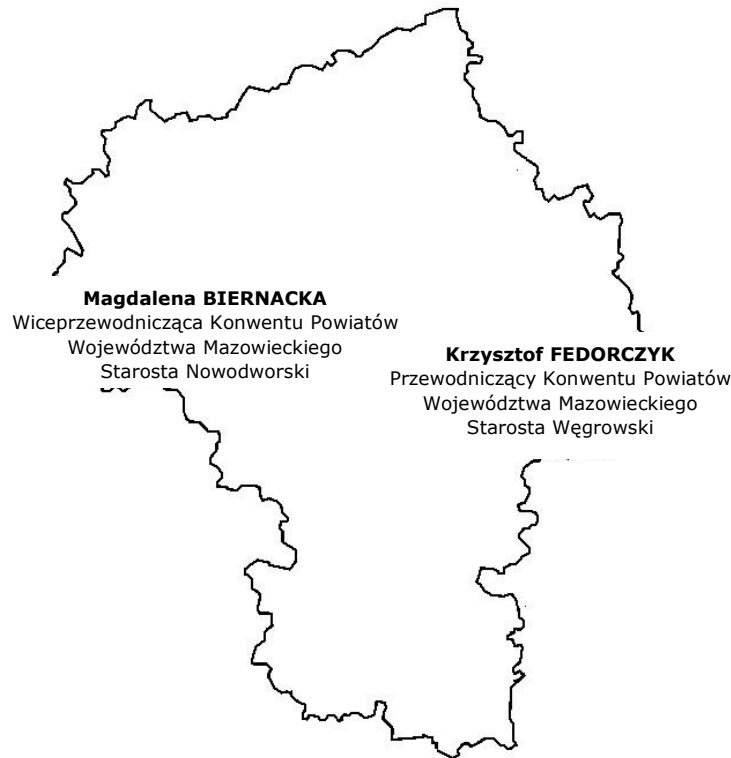 Magdalena BIERNACKA
Wiceprzewodnicząca Konwentu Powiatów
Województwa Mazowieckiego
Starosta Nowodworski
Krzysztof FEDORCZYK
Przewodniczący Konwentu Powiatów
Województwa Mazowieckiego
Starosta Węgrowski